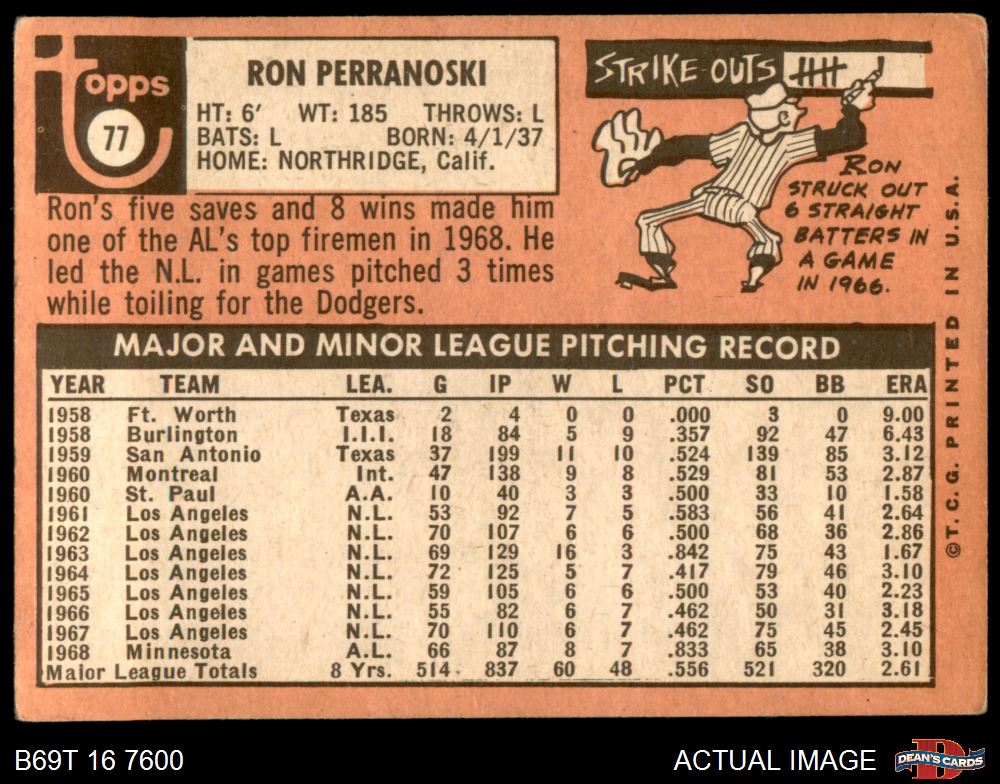 topps
77
RON PERRANOSKI
HT: 6' WT: 185 THROWS: L
BATS: L BORN: 4/1/37
HOME: NORTHRIDGE, Calif.
Ron's five saves and 8 wins made him
one of the AL's top firemen in 1968. He
led the N.L. in games pitched 3 times
while toiling for the Dodgers.
STRIKE-OUTS
RON
STRUCK OUT
6 STRAIGHT
BATTERS IN
A GAME
IN 1966.
MAJOR AND MINOR LEAGUE PITCHING RECORD
YEAR TEAM LEA. G IP W L PCT SO BB ERA
1958 Ft. Worth Texas 2 4 0 0 .000 3 0 9.00
1958 Burlington I.I.I. 18 84 5 9 .357 92 47 6.43
1959 San Antonio Texas 37 199 11 10 .524 139 85 3.12
1960 Montreal Int. 47 138 9 8 .529 81 53 2.87
1960 St. Paul A.A. 10 40 3 3 .500 33 10 1.58
1961 Los Angeles N.L. 53 92 7 5 .583 56 41 2.64
1962 Los Angeles N.L. 70 107 6 6 .500 68 36 2.86
1963 Los Angeles N.L. 69 129 16 3 .842 75 43 1.67
1964 Los Angeles N.L. 72 125 5 7 .417 79 46 3.10
1965 Los Angeles N.L. 59 105 6 6 .500 53 40 2.23
1966 Los Angeles N.L. 55 82 6 7 .462 50 31 3.18
1967 Los Angeles N.L. 70 110 6 7 .462 75 45 2.45
1968 Minnesota A.L. 66 87 8 7 .833 65 38 3.10
Major League Totals 8 Yrs. 514 837 60 48 .556 521 320 2.61
©T.C.G. PRINTED IN U.S.A.
B69T 16 7600
ACTUAL IMAGE
D
DEAN'S CARDS